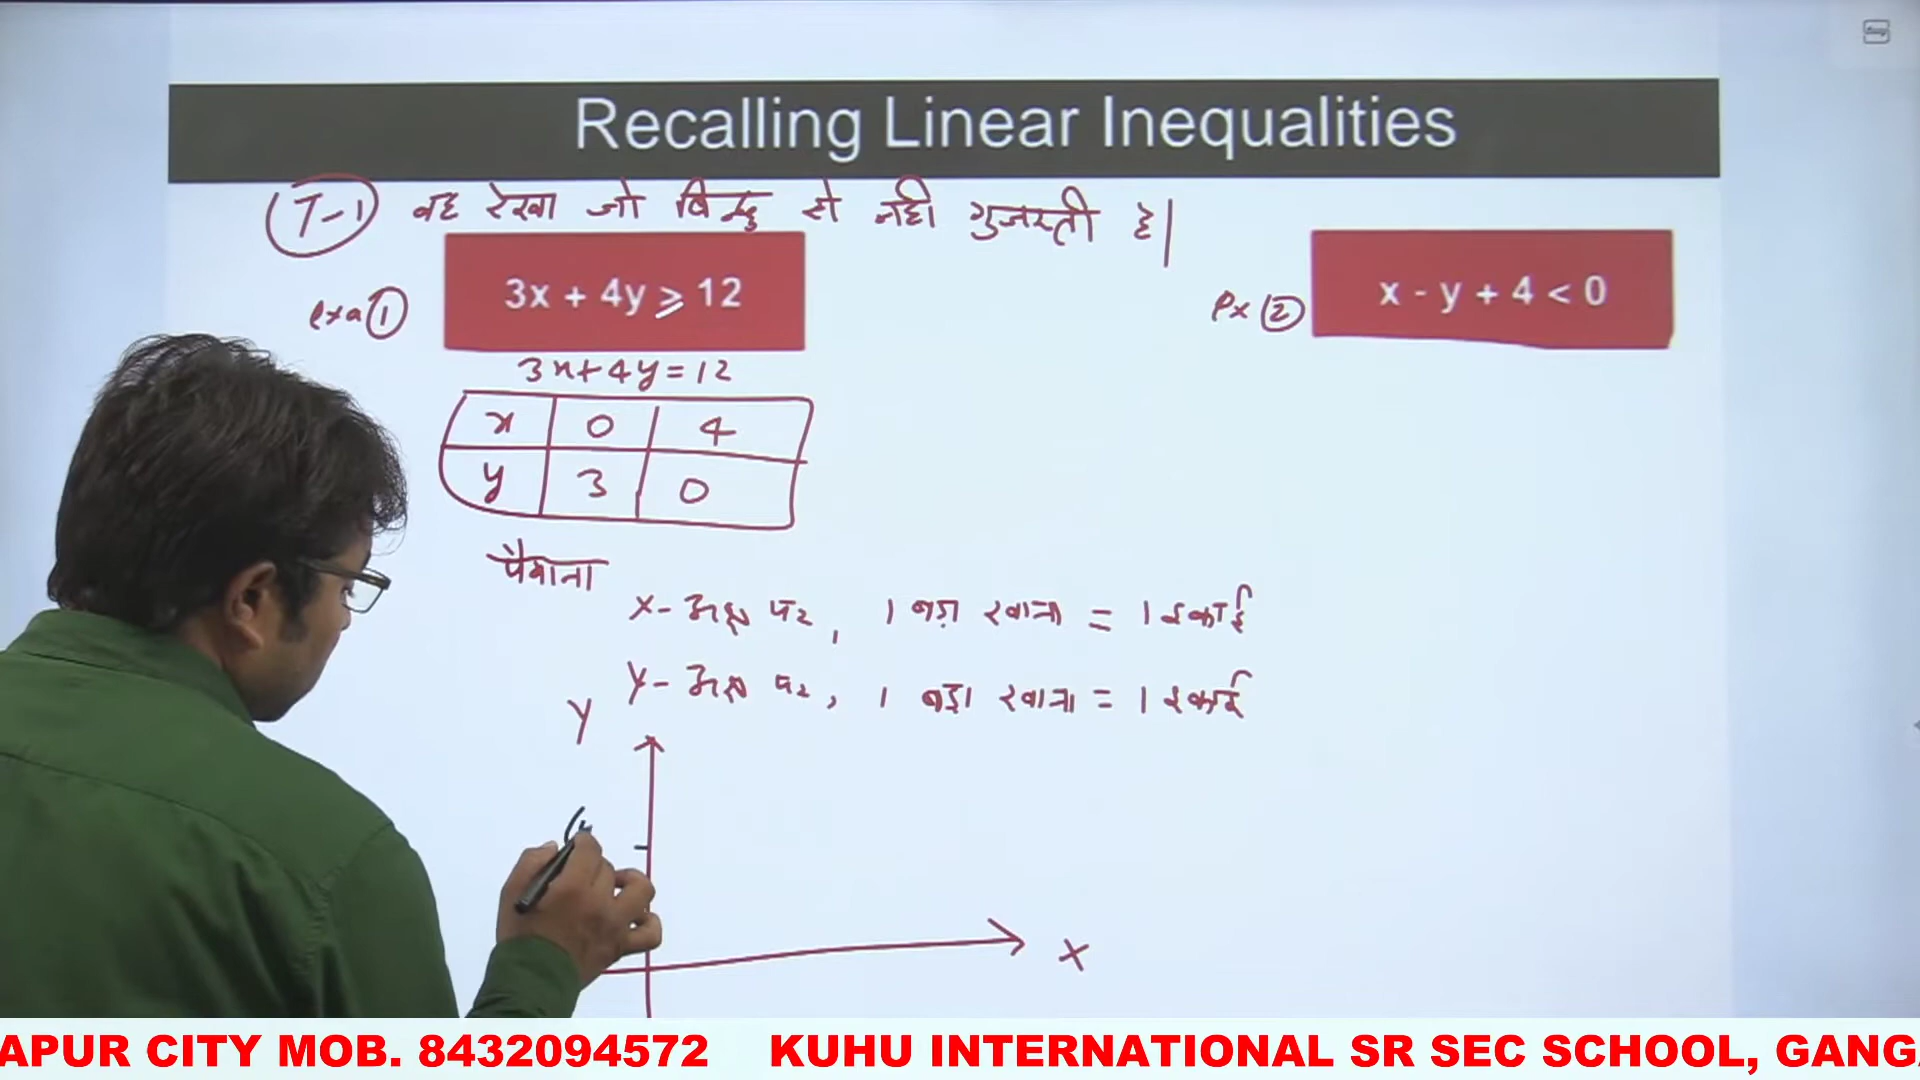 Recalling Linear Inequalities
T-1 वह रेखा जो बिन्दु से नही गुजरती है।
exa ① 3x + 4y ⩾ 12
Ex ② x - y + 4 < 0
3x+4y=12
x 0 4
y 3 0
पैमाना
x-अक्ष पर, 1 बड़ा खाना = 1 इकाई
y-अक्ष पर, 1 बड़ा खाना = 1 इकाई
Y
X
APUR CITY MOB. 8432094572 KUHU INTERNATIONAL SR SEC SCHOOL, GANG